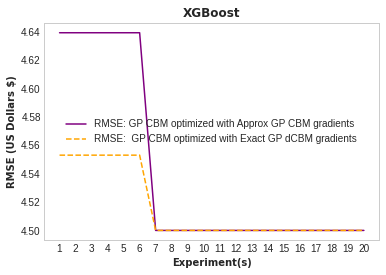 XGBoost
4.64
4.62
4.60
4.58
4.56
4.54
4.52
4.50
RMSE (US Dollars $)
RMSE: GP CBM optimized with Approx GP CBM gradients
RMSE:  GP CBM optimized with Exact GP dCBM gradients
1 2 3 4 5 6 7 8 9 10 11 12 13 14 15 16 17 18 19 20
Experiment(s)